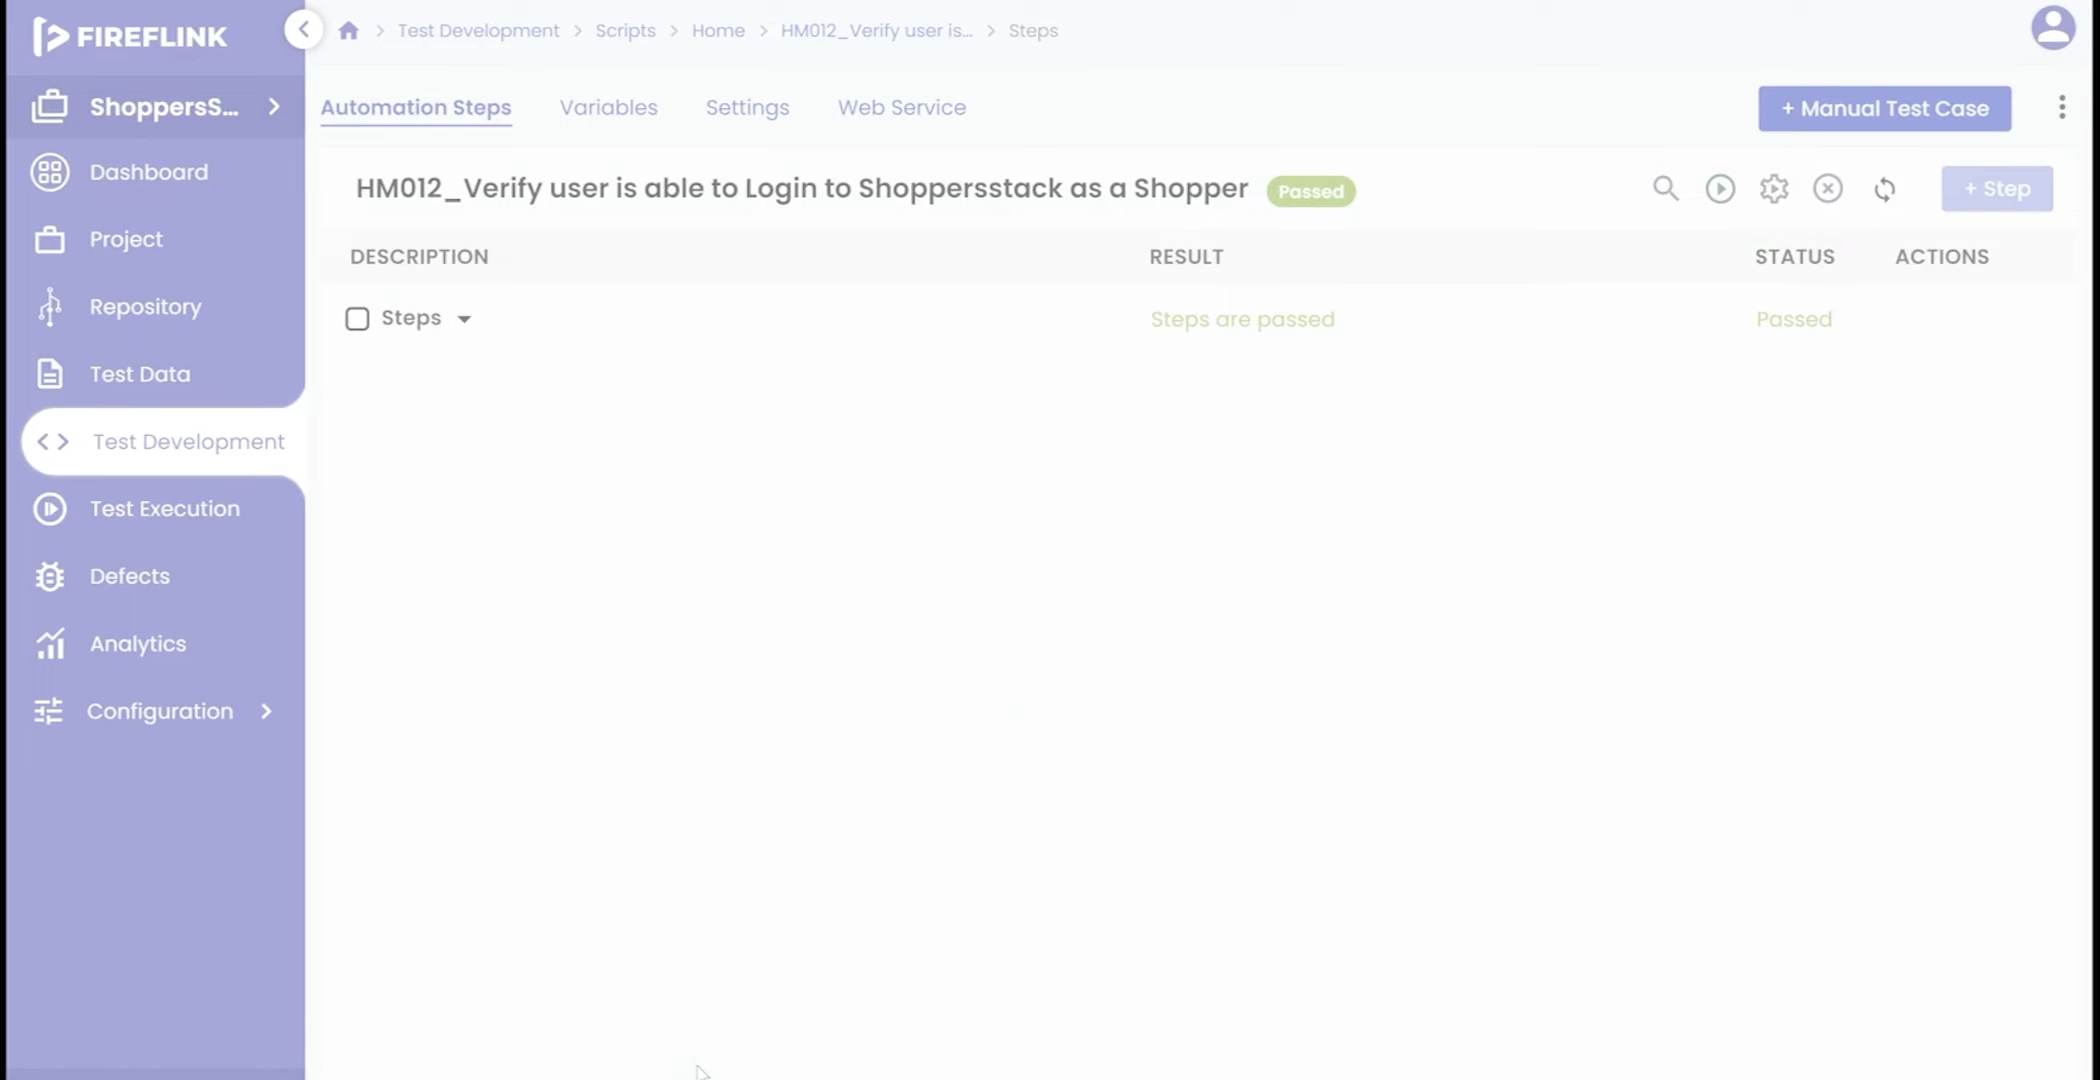 FIREFLINK
ShoppersS...
Dashboard
Project
Repository
Test Data
Test Development
Test Execution
Defects
Analytics
Configuration
Test Development > Scripts > Home > HM012_Verify user is... > Steps
Automation Steps Variables Settings Web Service
+ Manual Test Case
HM012_Verify user is able to Login to Shoppersstack as a Shopper Passed
+ Step
DESCRIPTION RESULT STATUS ACTIONS
Steps Steps are passed Passed